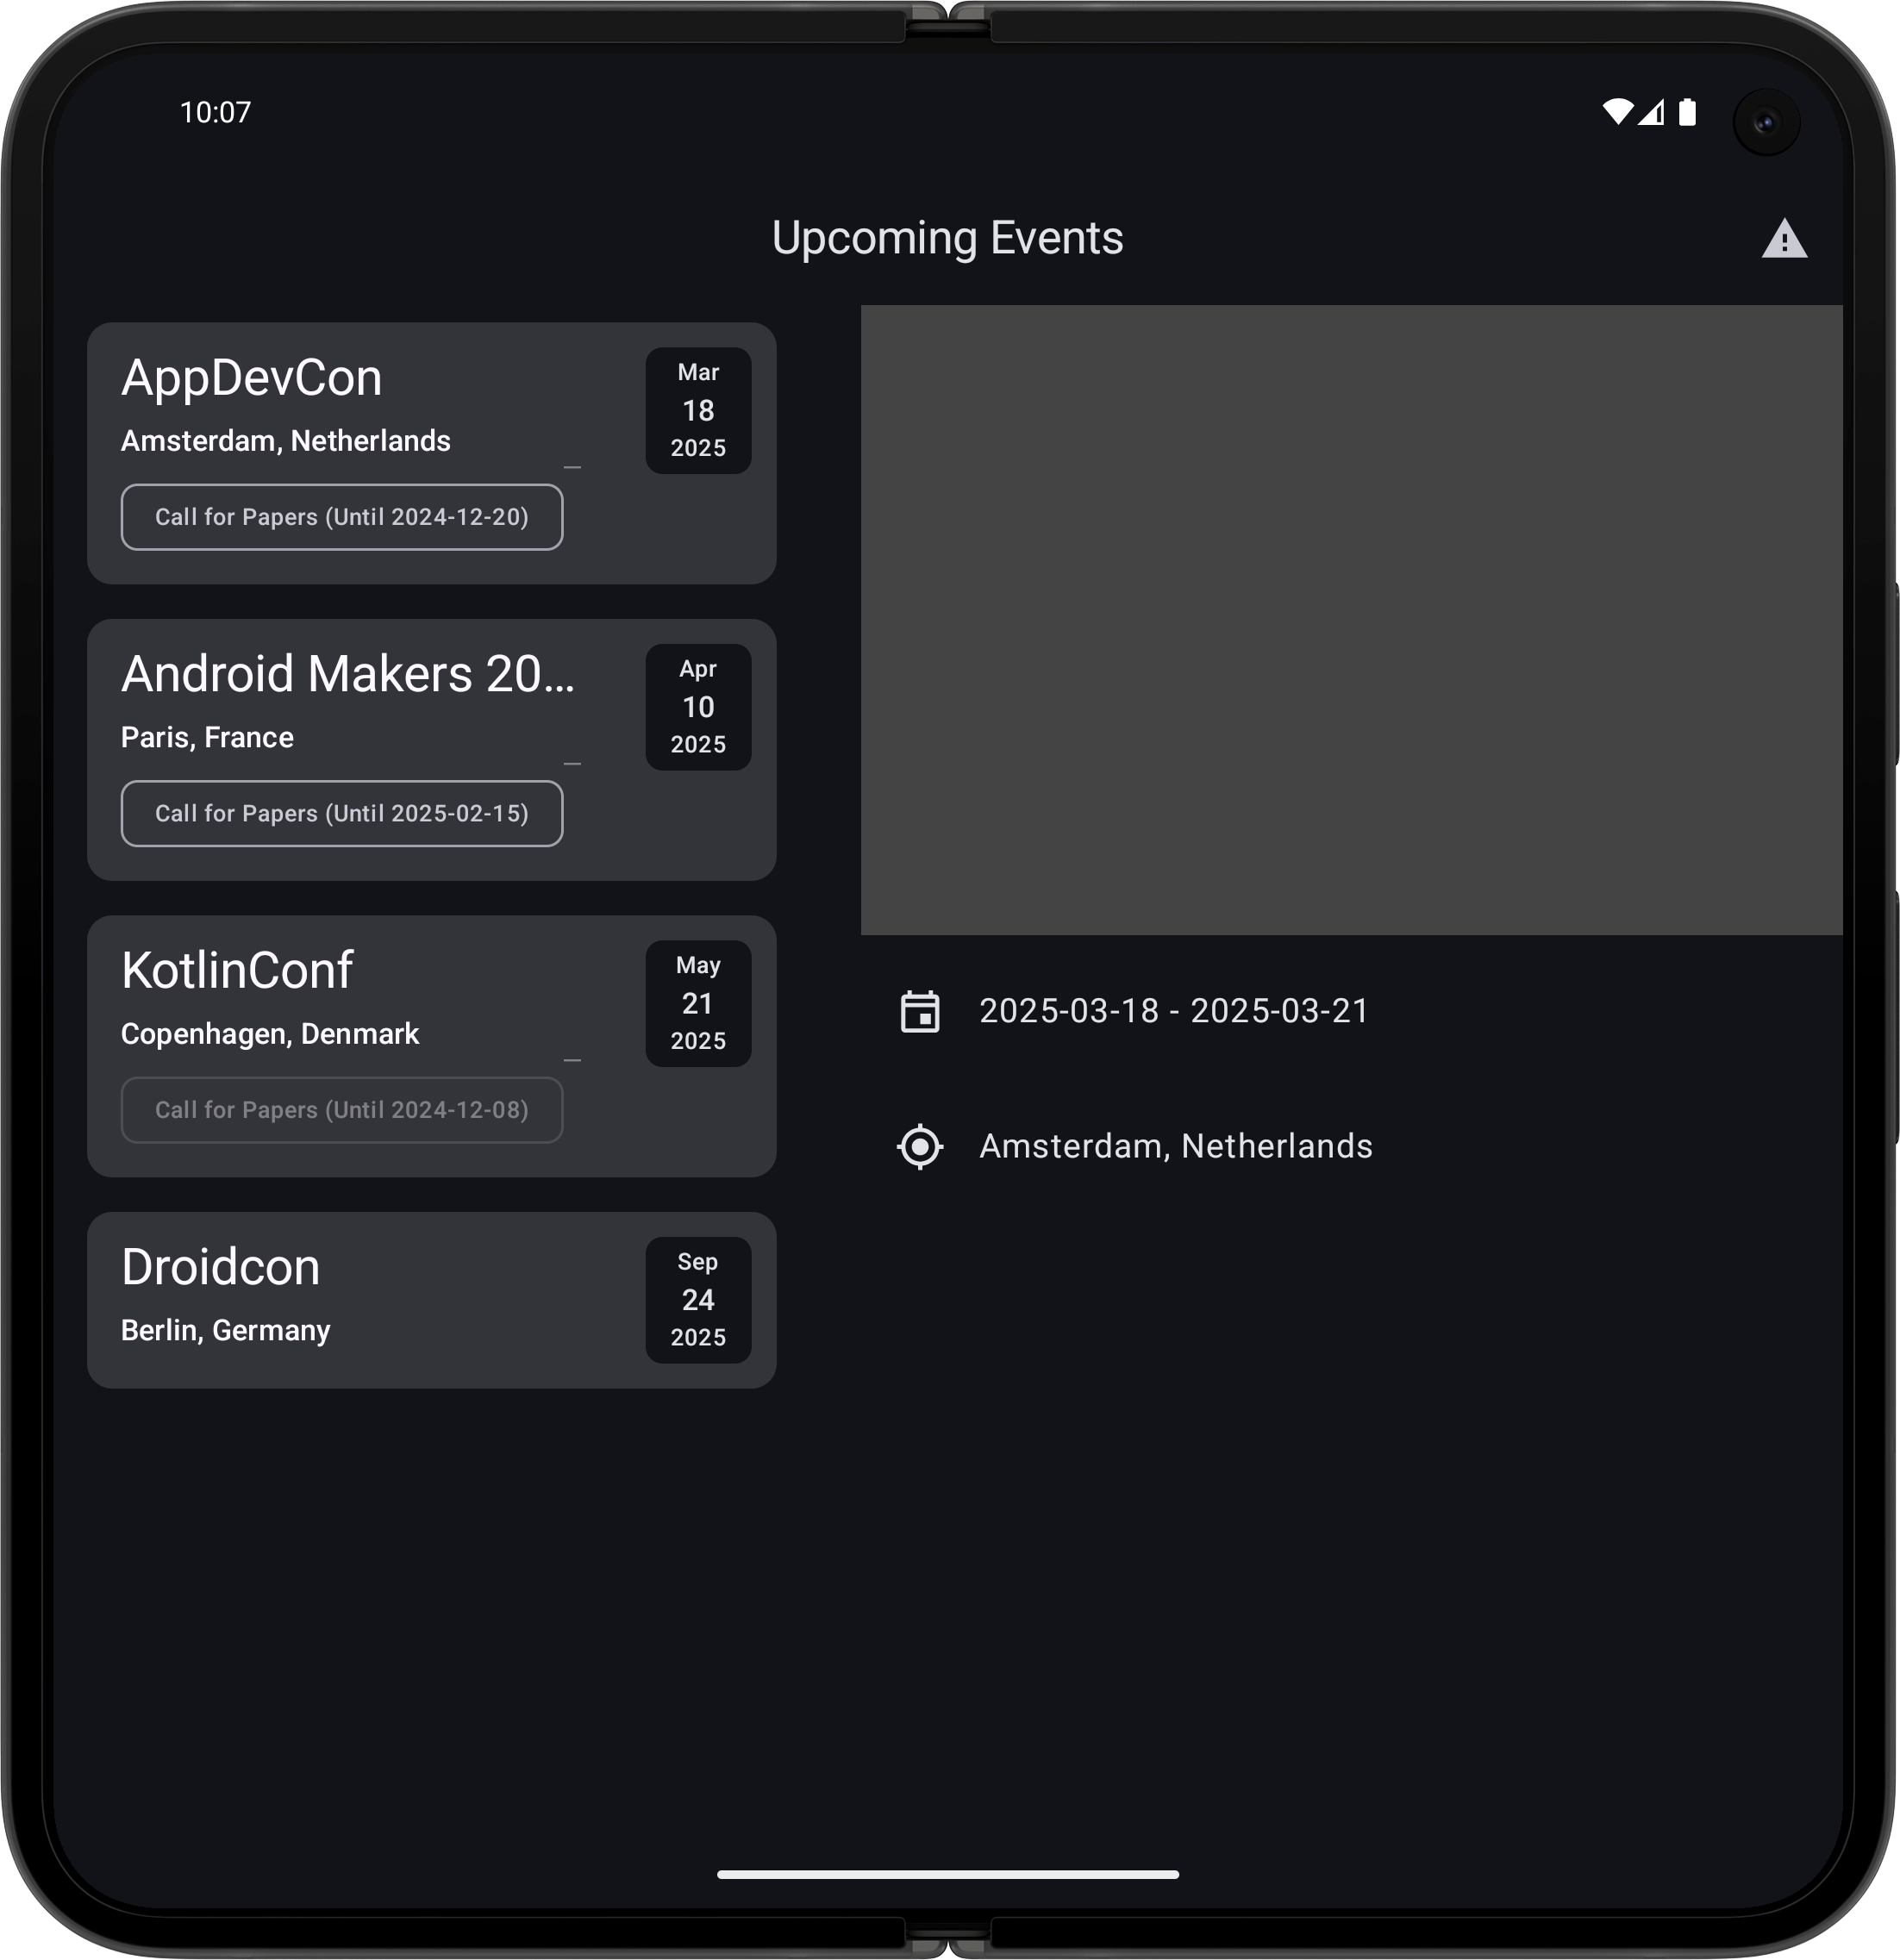 10:07
Upcoming Events
AppDevCon
Amsterdam, Netherlands
Call for Papers (Until 2024-12-20)
Mar
18
2025
Android Makers 20…
Paris, France
Call for Papers (Until 2025-02-15)
Apr
10
2025
KotlinConf
Copenhagen, Denmark
Call for Papers (Until 2024-12-08)
May
21
2025
Droidcon
Berlin, Germany
Sep
24
2025
2025-03-18 - 2025-03-21
Amsterdam, Netherlands